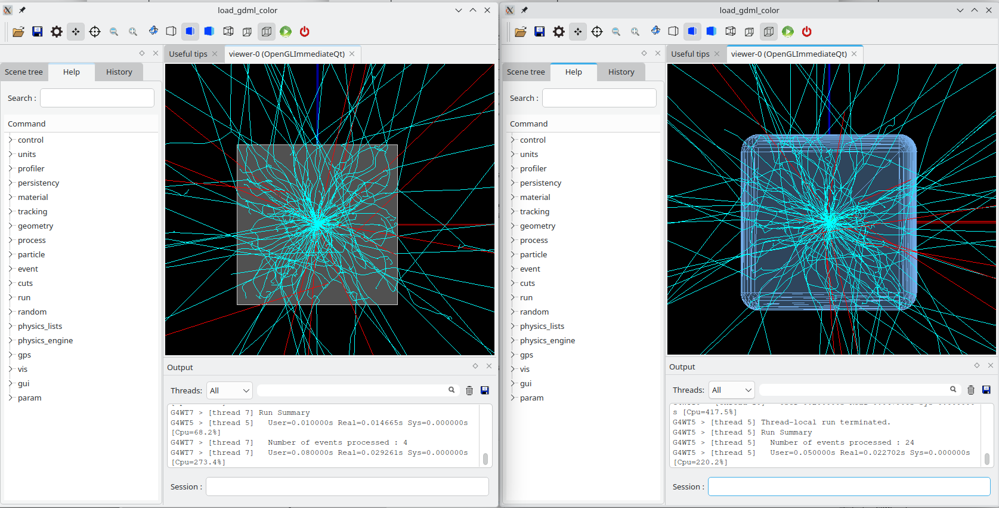 load_gdml_color
Useful tips
viewer-0 (OpenGLImmediateQt)
Scene tree
Help
History
Search :
Command
control
units
profiler
persistency
material
tracking
geometry
process
particle
event
cuts
run
random
physics_lists
physics_engine
gps
vis
gui
param
Output
Threads:
All
G4WT7 > [thread 7] Run Summary
G4WT5 > [thread 5]   User=0.010000s Real=0.014665s Sys=0.000000s
[Cpu=68.2%]
G4WT7 > [thread 7]   Number of events processed : 4
G4WT7 > [thread 7]   User=0.080000s Real=0.029261s Sys=0.000000s
[Cpu=273.4%]
Session :
load_gdml_color
Useful tips
viewer-0 (OpenGLImmediateQt)
Scene tree
Help
History
Search :
Command
control
units
profiler
persistency
material
tracking
geometry
process
particle
event
cuts
run
random
physics_lists
physics_engine
gps
vis
gui
param
Output
Threads:
All
s [Cpu=417.5%]
G4WT5 > [thread 5] Thread-local run terminated.
G4WT5 > [thread 5] Run Summary
G4WT5 > [thread 5]   Number of events processed : 24
G4WT5 > [thread 5]   User=0.050000s Real=0.022702s Sys=0.000000s
[Cpu=220.2%]
Session :